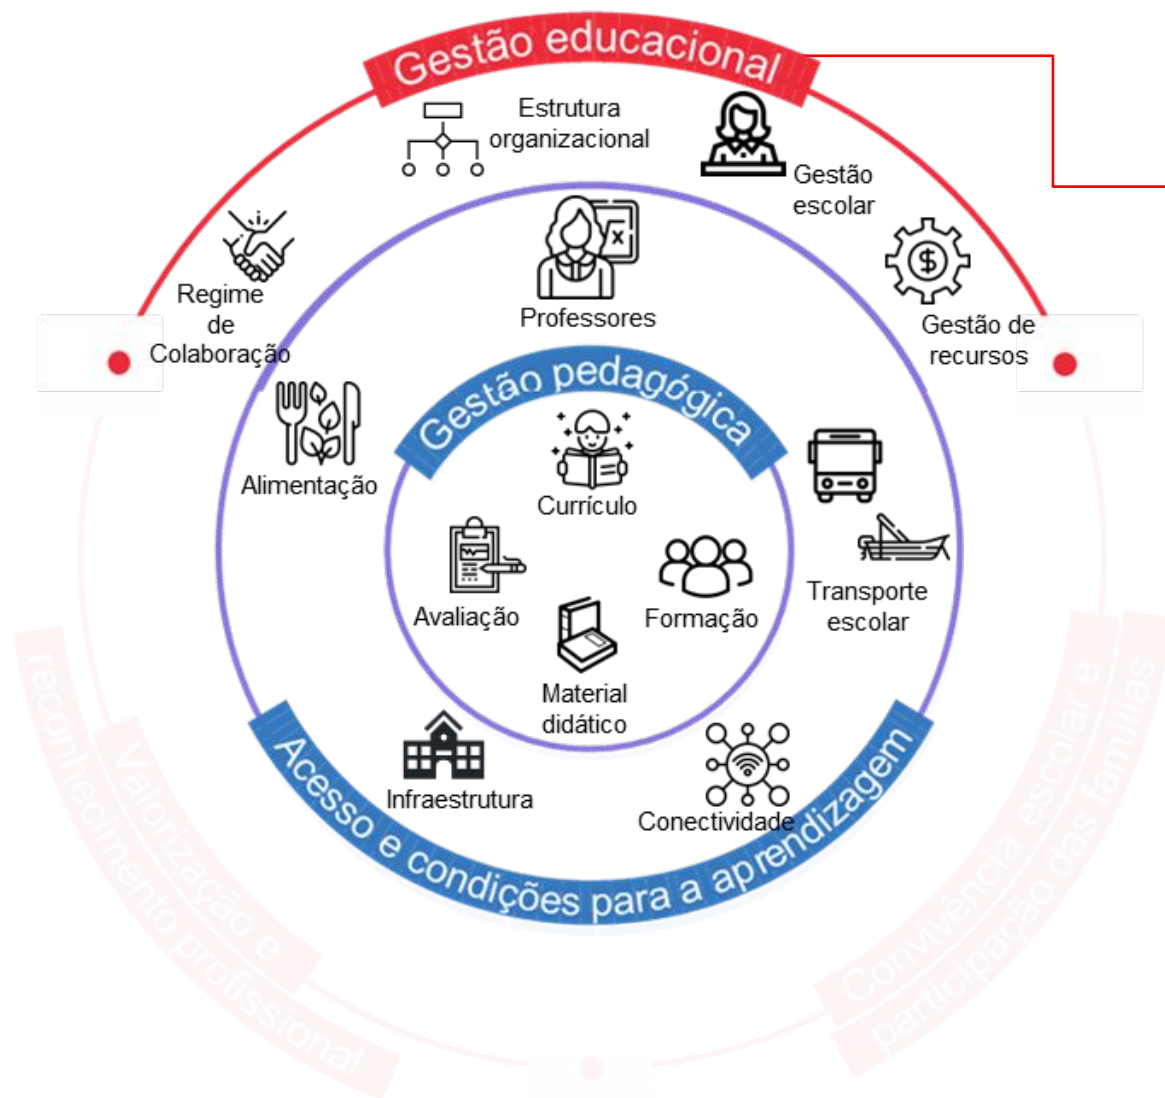 Gestão educacional
Estrutura
organizacional
Gestão
escolar
Regime
de
Colaboração
Gestão de
recursos
$
x
Professores
Gestão pedagógica
Alimentação
Currículo
Avaliação
Formação
Transporte
escolar
Material
didático
Infraestrutura
Conectividade
Acesso e condições para a aprendizagem
Valorização e
reconhecimento profissional
Convivência escolar e
participação das famílias